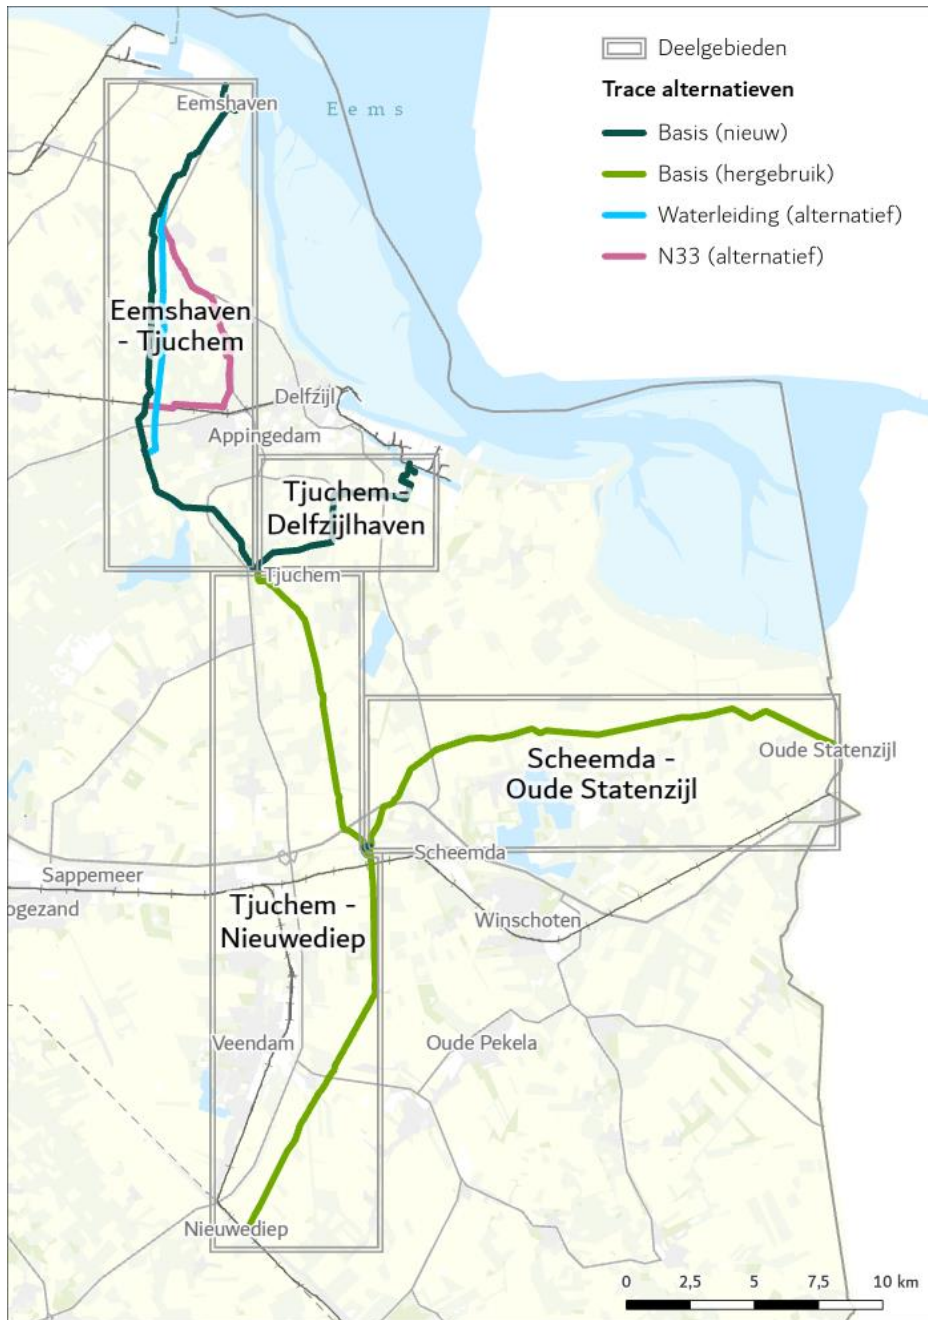 Deelgebieden
Trace alternatieven
Basis (nieuw)
Basis (hergebruik)
Waterleiding (alternatief)
N33 (alternatief)
Eemshaven
Eems
Eemshaven
- Tjuchem
Delfzijl
Appingedam
Tjuchem -
Delfzijlhaven
Tjuchem
Scheemda -
Oude Statenzijl
Oude Statenzijl
Scheemda
Sappemeer
ogezand
Tjuchem -
Nieuwediep
Winschoten
Veendam
Oude Pekela
Nieuwediep
0 2,5 5 7,5 10 km